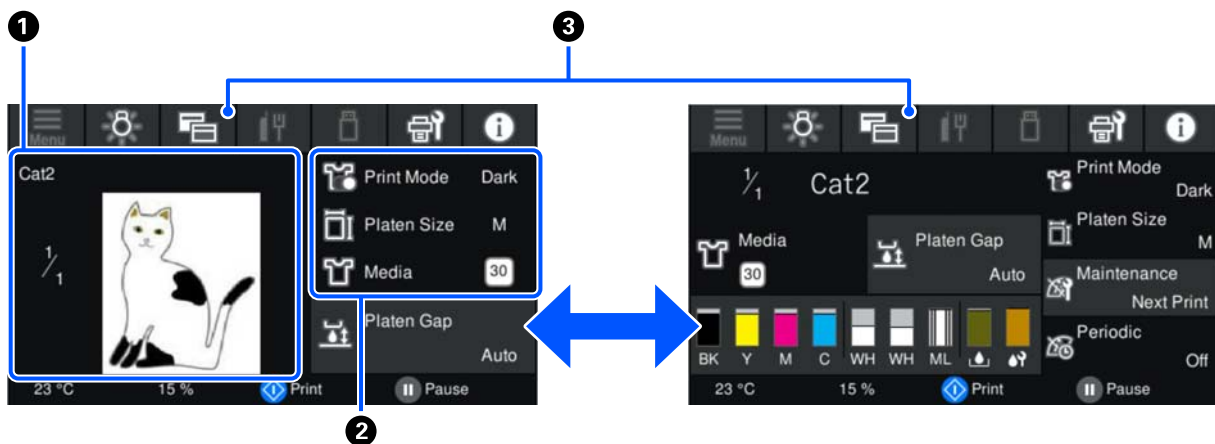 1
3
Menu
i
Cat2
1/1
Print Mode Dark
Platen Size M
Media 30
Platen Gap
Auto
23 °C 15 % Print Pause
2
Menu
i
1/1 Cat2
Print Mode
Dark
Platen Size
M
Media
30
Platen Gap
Auto
Maintenance
Next Print
Periodic
Off
BK Y M C WH WH ML
23 °C 15 % Print Pause